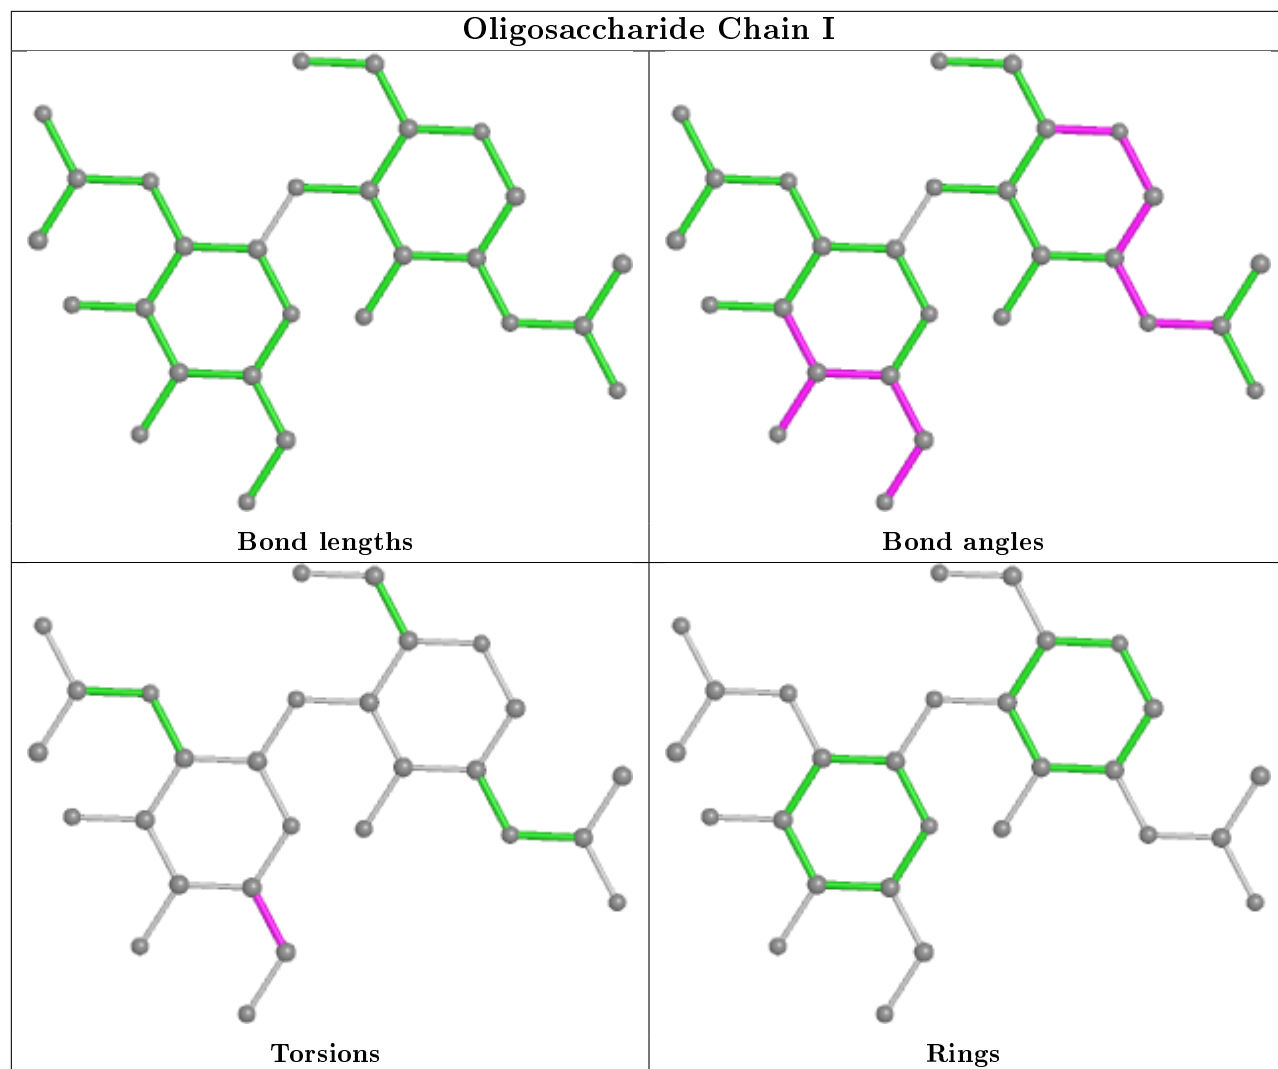 Oligosaccharide Chain I
Bond lengths
Bond angles
Torsions
Rings